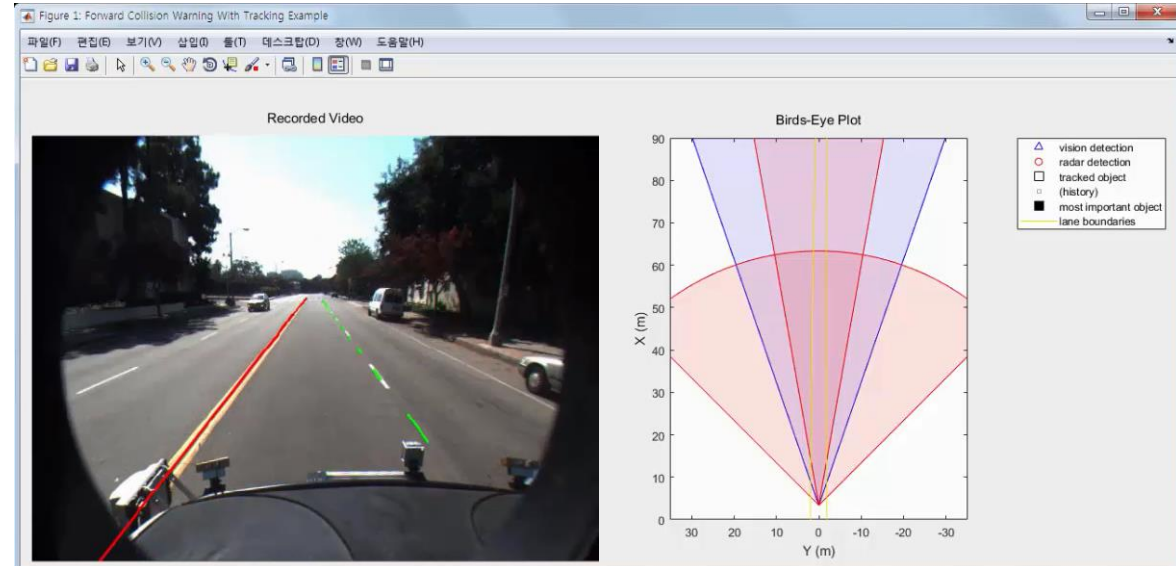 Figure 1: Forward Collision Warning With Tracking Example
파일(F) 편집(E) 보기(V) 삽입(I) 툴(T) 데스크탑(D) 창(W) 도움말(H)
Recorded Video
Birds-Eye Plot
90
80
70
60
50
40
30
20
10
0
X (m)
30 20 10 0 -10 -20 -30
Y (m)
vision detection
radar detection
tracked object
(history)
most important object
lane boundaries